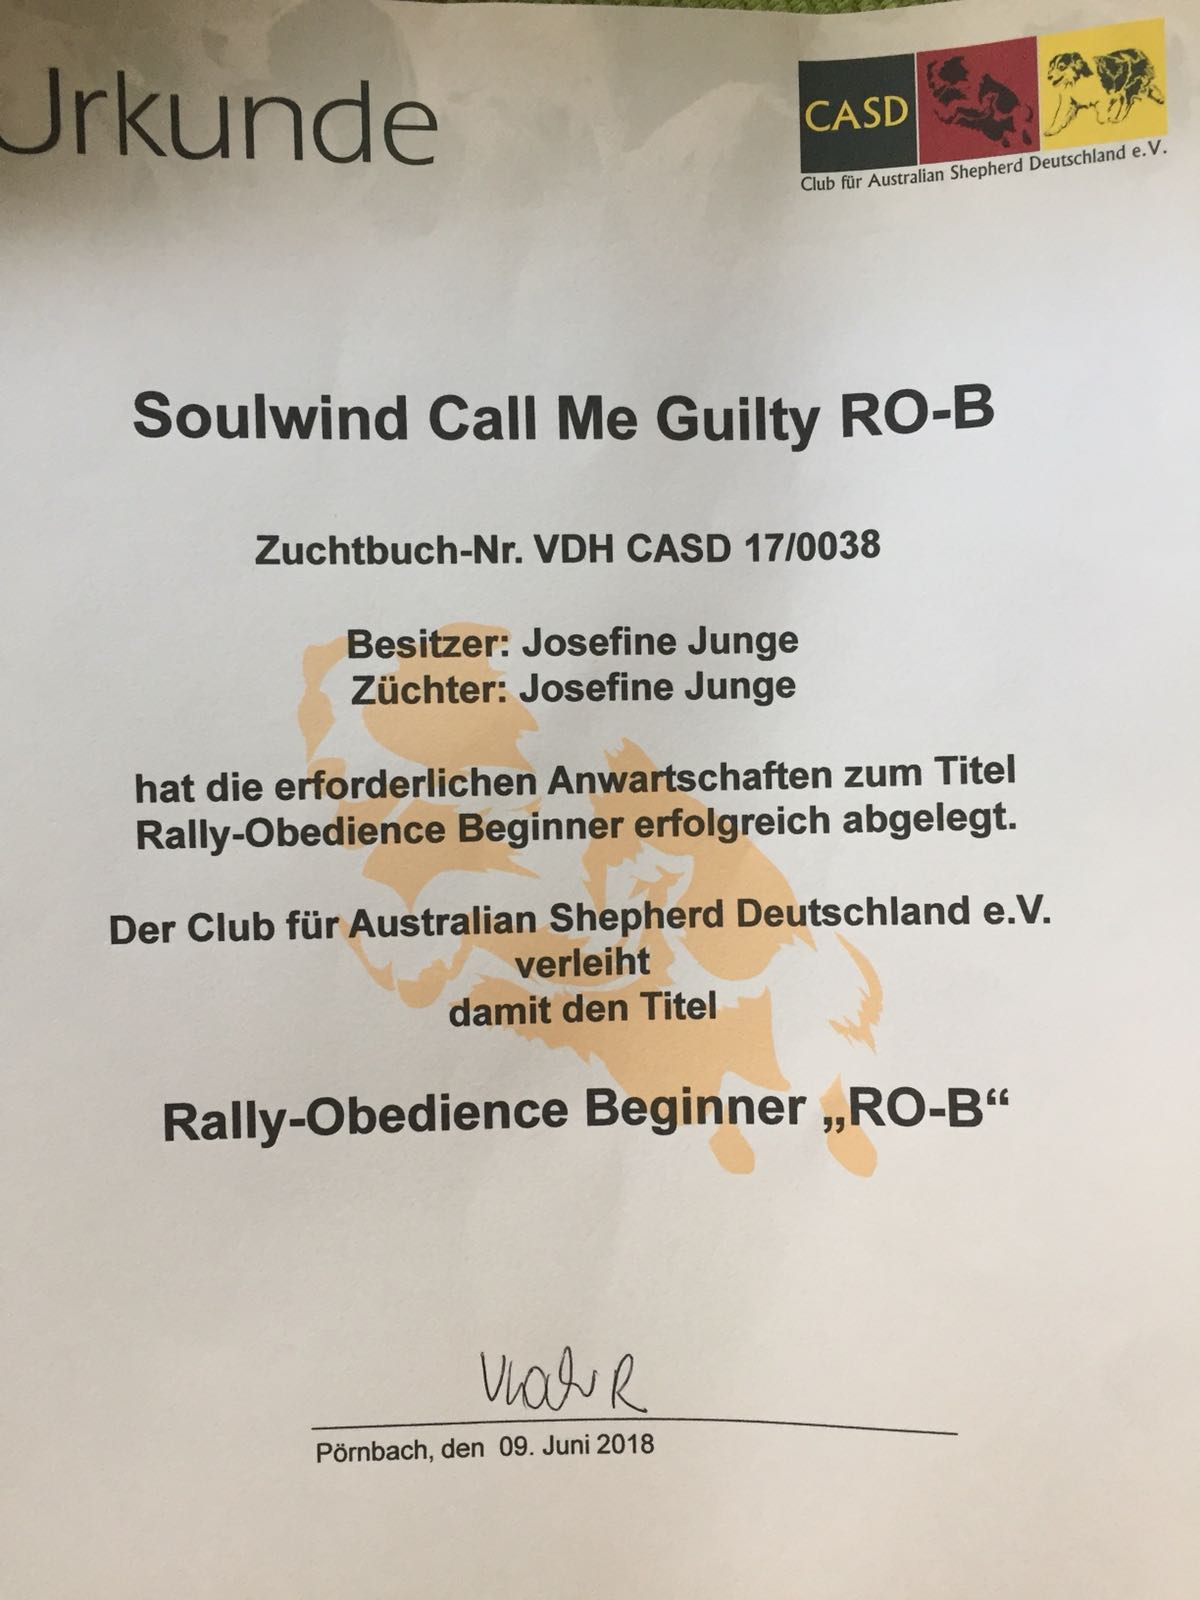 Urkunde
CASD
Club für Australian Shepherd Deutschland e.V.
Soulwind Call Me Guilty RO-B
Zuchtbuch-Nr. VDH CASD 17/0038
Besitzer: Josefine Junge
Züchter: Josefine Junge
hat die erforderlichen Anwartschaften zum Titel
Rally-Obedience Beginner erfolgreich abgelegt.
Der Club für Australian Shepherd Deutschland e.V.
verleiht
damit den Titel
Rally-Obedience Beginner „RO-B“
Pörnbach, den 09. Juni 2018